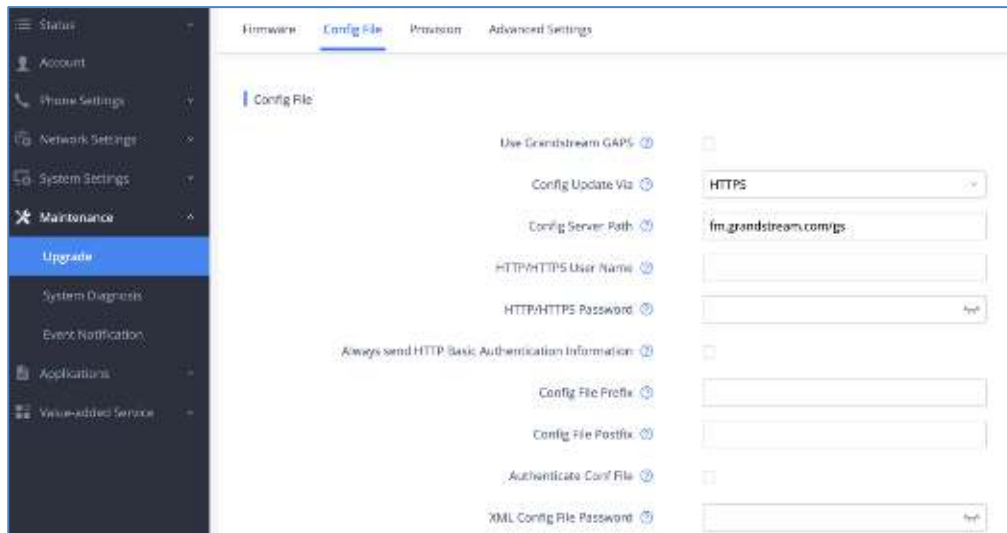 Status
Account
Phone Settings
Network Settings
System Settings
Maintenance
Upgrade
System Diagnosis
Event Notification
Applications
Value-added Service
Firmware Config File Provision Advanced Settings
Config File
Use Grandstream GAPS
Config Update Via HTTPS
Config Server Path fm.grandstream.com/gs
HTTP/HTTPS User Name
HTTP/HTTPS Password
Always send HTTP Basic Authentication Information
Config File Prefix
Config File Postfix
Authenticate Conf File
XML Config File Password